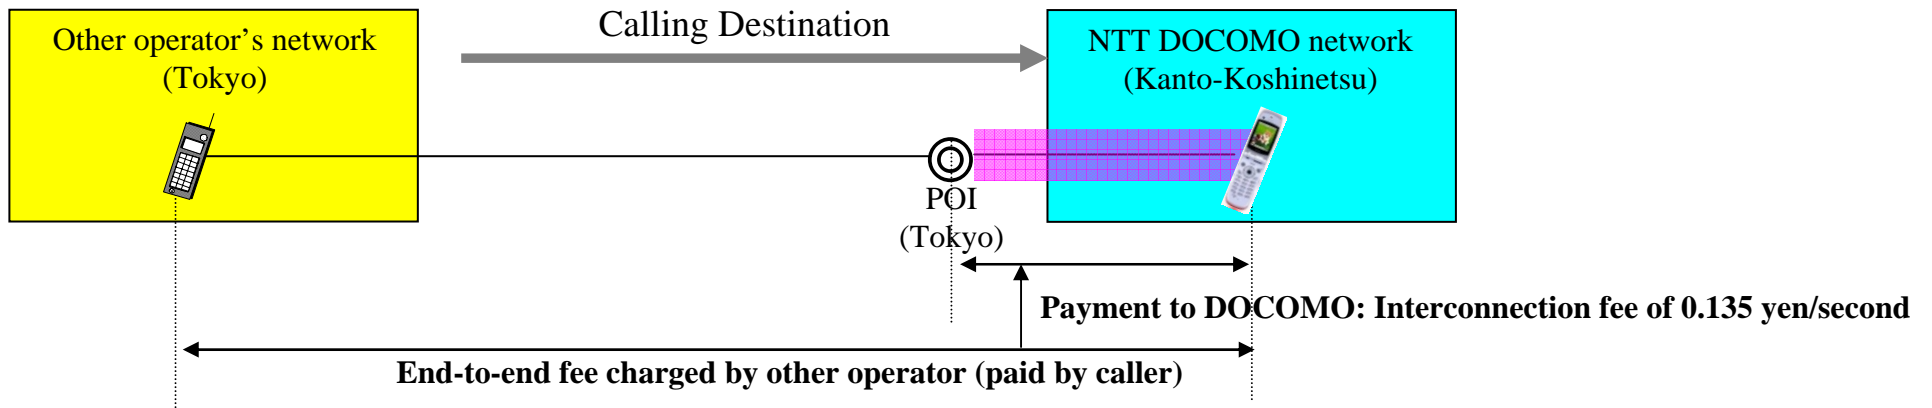 Calling Destination
Other operator’s network
(Tokyo)
NTT DOCOMO network
(Kanto-Koshinetsu)
POI
(Tokyo)
Payment to DOCOMO: Interconnection fee of 0.135 yen/second
End-to-end fee charged by other operator (paid by caller)